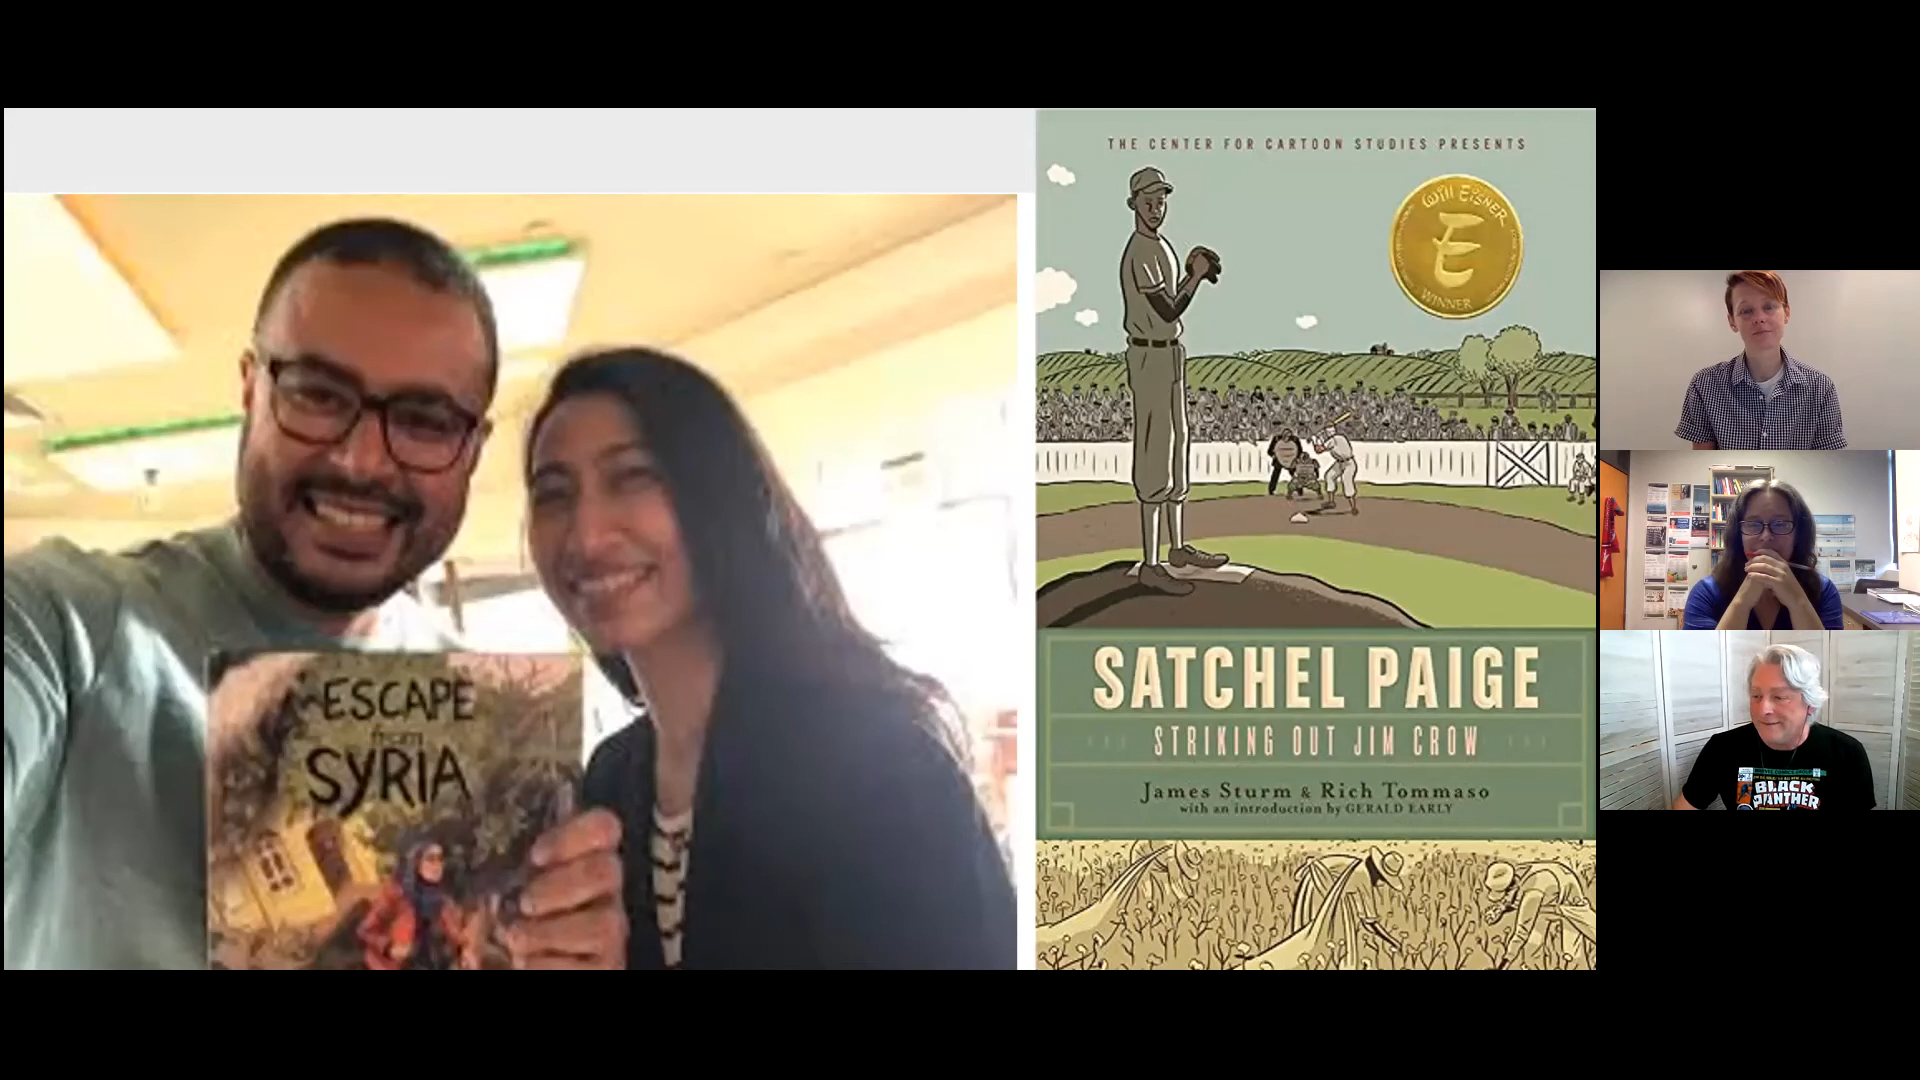 ESCAPE
from
SYRIA
THE CENTER FOR CARTOON STUDIES PRESENTS
WILL EISNER
E
WINNER
SATCHEL PAIGE
STRIKING OUT JIM CROW
James Sturm & Rich Tommaso
with an introduction by GERALD EARLY
BLACK
PANTHER